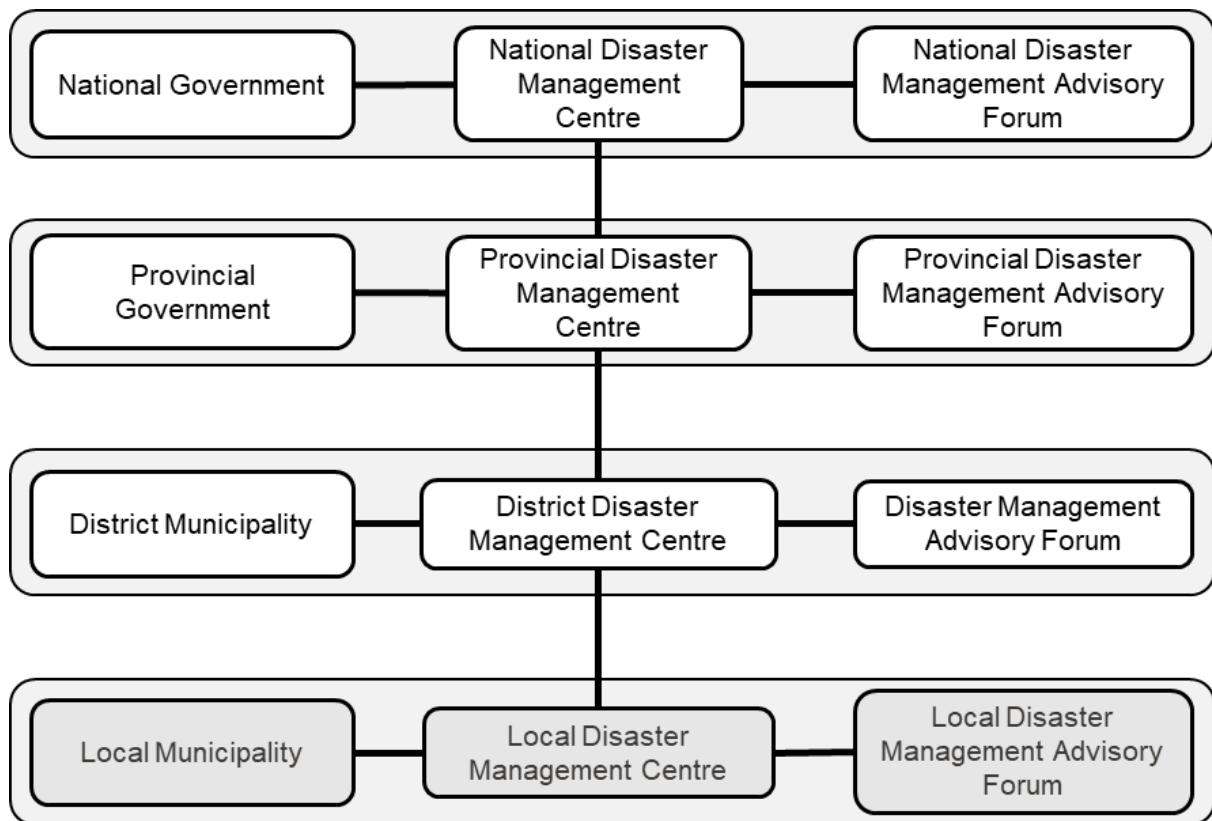 National Government
National Disaster
Management
Centre
National Disaster
Management Advisory
Forum
Provincial
Government
Provincial Disaster
Management
Centre
Provincial Disaster
Management Advisory
Forum
District Municipality
District Disaster
Management Centre
Disaster Management
Advisory Forum
Local Municipality
Local Disaster
Management Centre
Local Disaster
Management Advisory
Forum